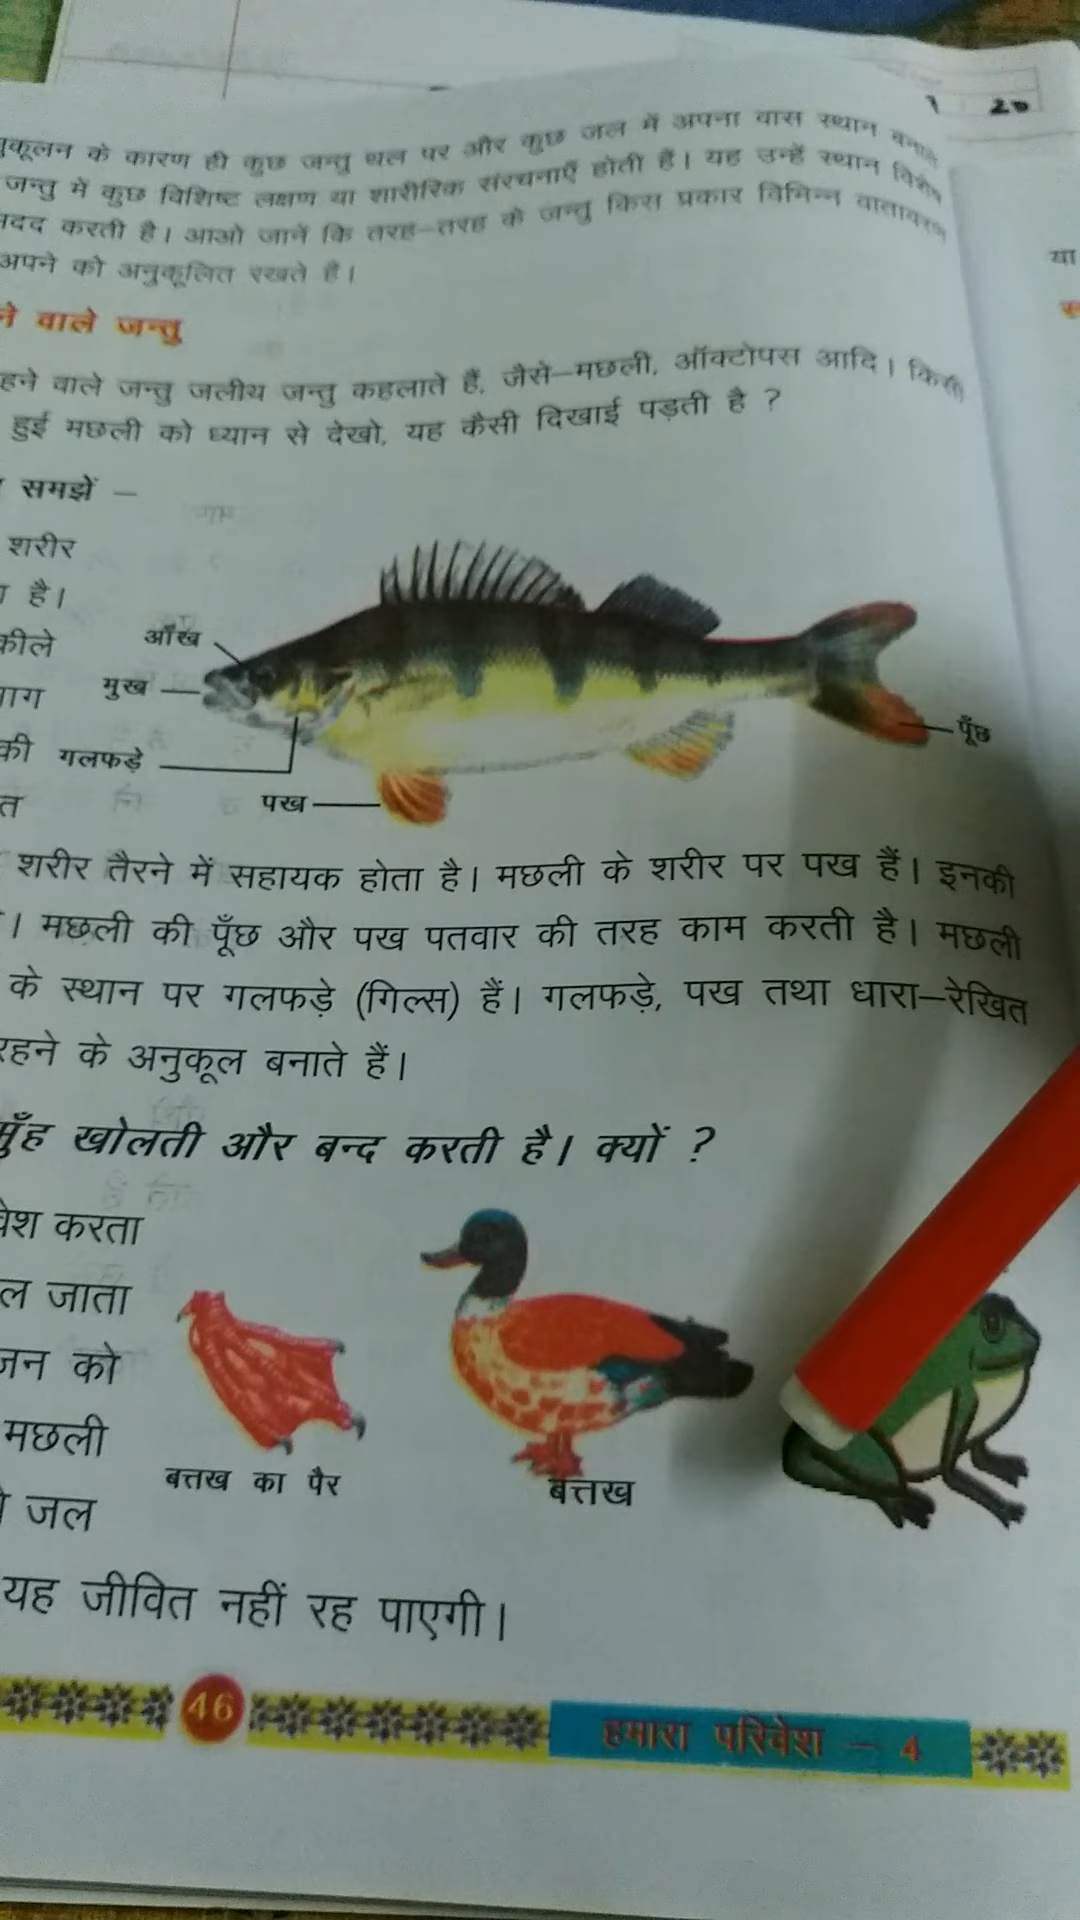 20
के कारण ही कुछ जन्तु थल पर और कुछ जल में अपना वास स्थान बनाते
जन्तु में कुछ विशिष्ट लक्षण या शारीरिक संरचनाएँ होती हैं। यह उन्हें स्थान विशेष
मदद करती है। आओ जानें कि तरह–तरह के जन्तु किस प्रकार विभिन्न वातावरण
अपने को अनुकूलित रखते हैं।
या
ने वाले जन्तु
हने वाले जन्तु जलीय जन्तु कहलाते हैं, जैसे–मछली, ऑक्टोपस आदि। किसी
हुई मछली को ध्यान से देखो, यह कैसी दिखाई पड़ती है ?
समझें –
शरीर
है।
कीले
की
त
आँख
मुख
गलफड़े
पख
पूँछ
शरीर तैरने में सहायक होता है। मछली के शरीर पर पख हैं। इनकी
। मछली की पूँछ और पख पतवार की तरह काम करती है। मछली
के स्थान पर गलफड़े (गिल्स) हैं। गलफड़े, पख तथा धारा–रेखित
रहने के अनुकूल बनाते हैं।
मुँह खोलती और बन्द करती है। क्यों ?
वेश करता
ल जाता
जन को
मछली
जल
बत्तख का पैर
बत्तख
यह जीवित नहीं रह पाएगी।
46
हमारा परिवेश – 4